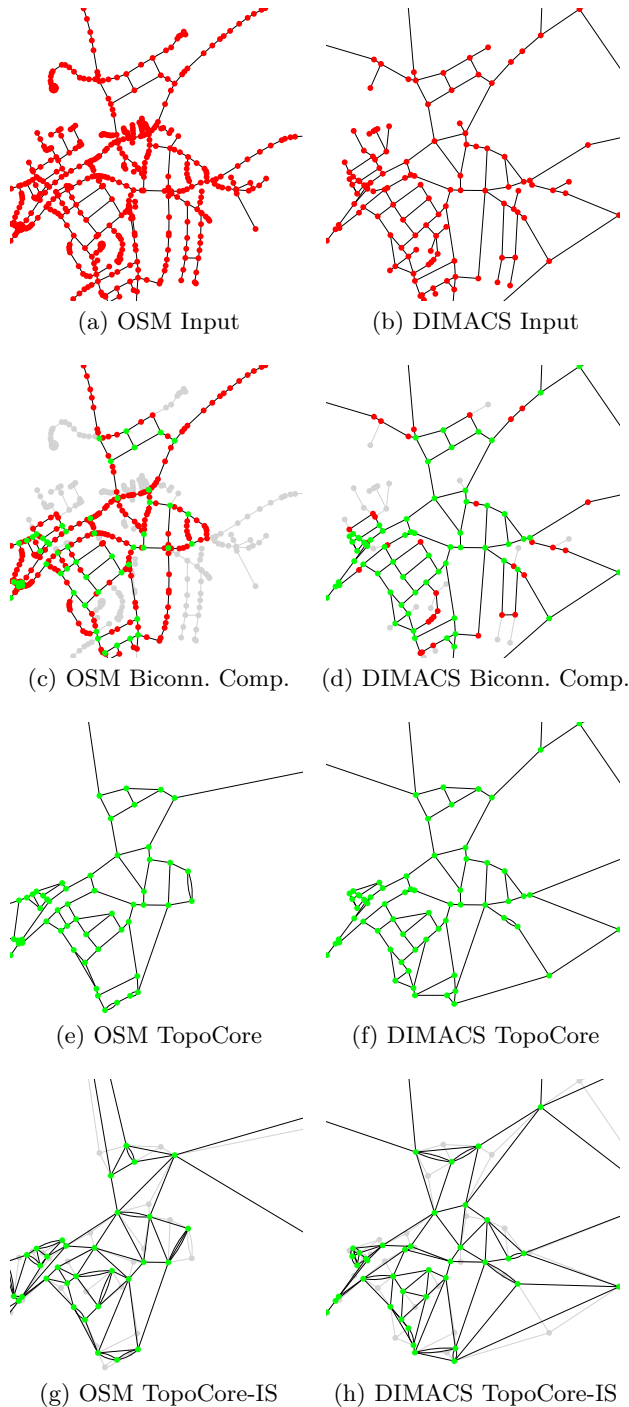 (a) OSM Input
(b) DIMACS Input
(c) OSM Biconn. Comp.
(d) DIMACS Biconn. Comp.
(e) OSM TopoCore
(f) DIMACS TopoCore
(g) OSM TopoCore-IS
(h) DIMACS TopoCore-IS